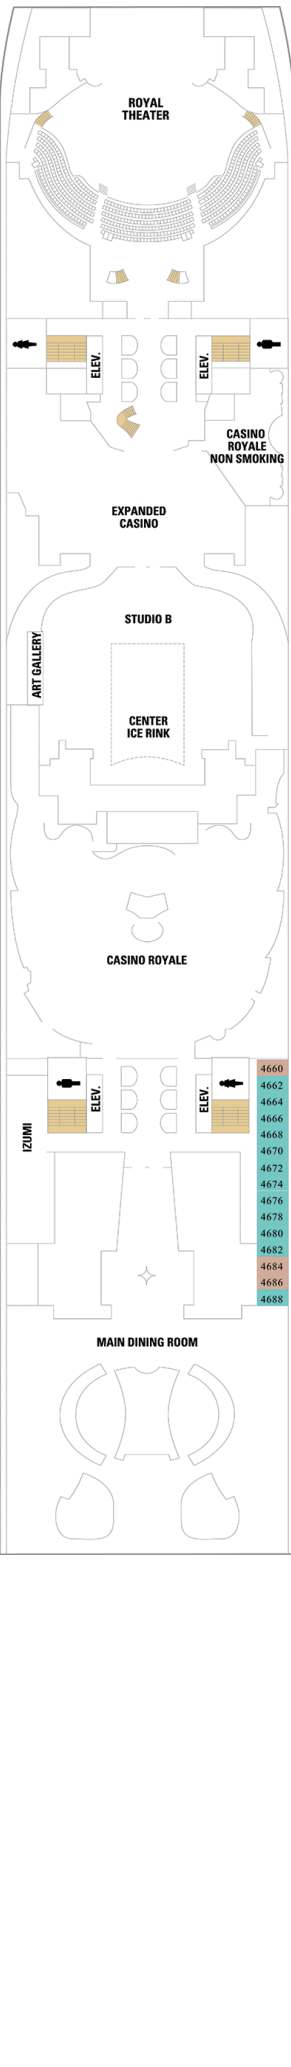 ROYAL
THEATER
ELEV.
ELEV.
CASINO
ROYALE
NON SMOKING
EXPANDED
CASINO
STUDIO B
ART GALLERY
CENTER
ICE RINK
CASINO ROYALE
4660
4662
4664
4666
4668
4670
4672
4674
4676
4678
4680
4682
4684
4686
4688
ELEV.
ELEV.
IZUMI
MAIN DINING ROOM